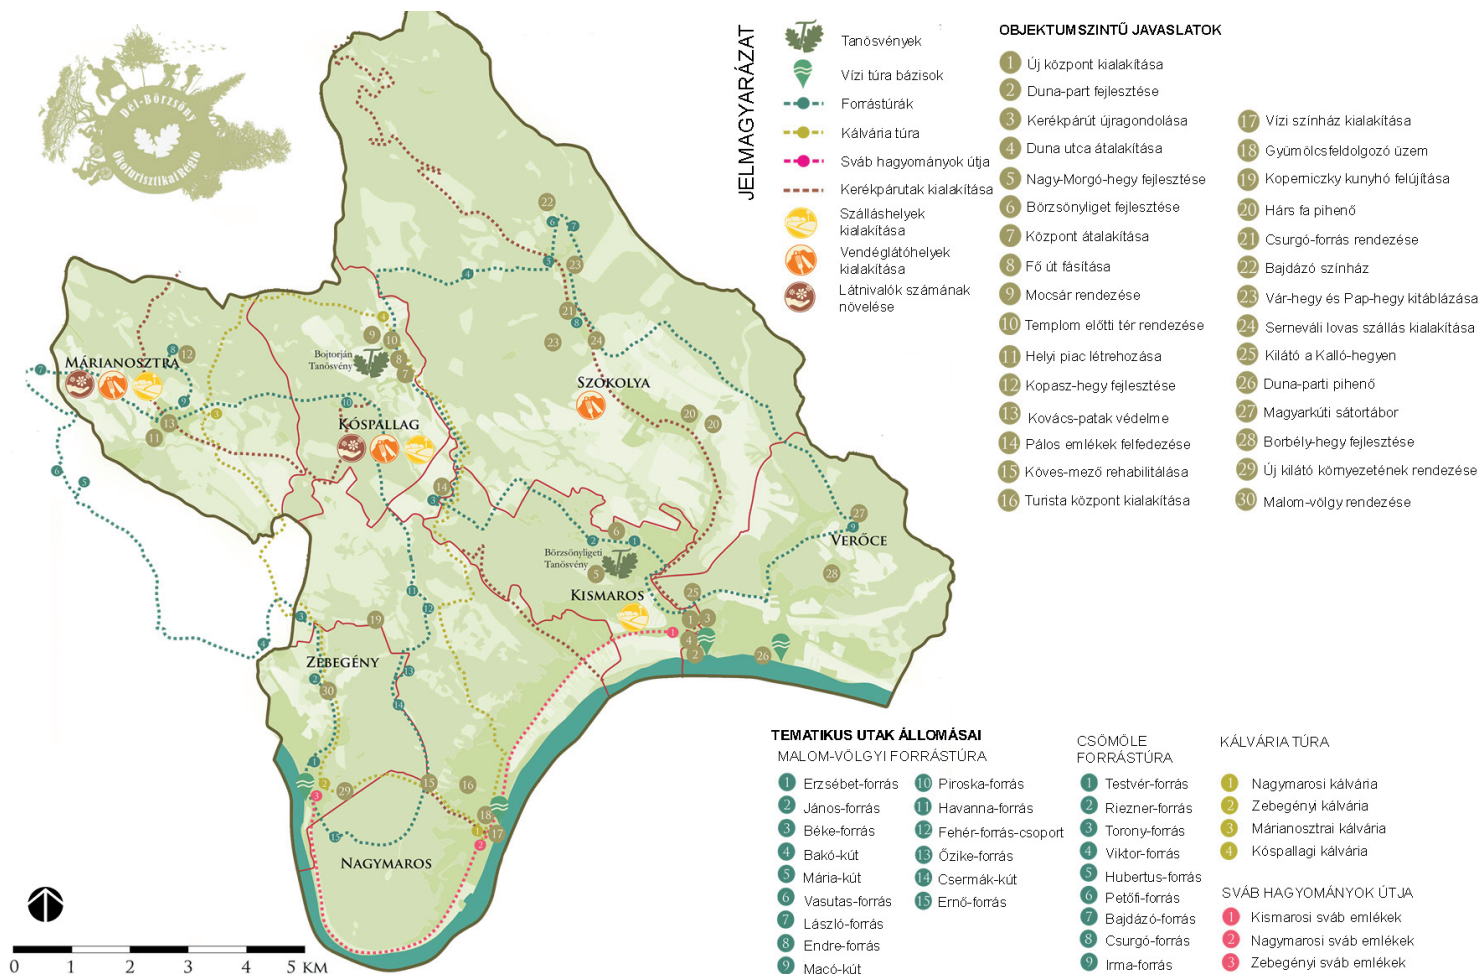 Dél-Börzsöny
Ökoturisztikai régió
MÁRIANOSZTRA
Bojtorján
Tanösvény
KÓSPALLAG
SZOKOLYA
VERŐCE
Börzsönyligeti
Tanösvény
KISMAROS
ZEBEGÉNY
NAGYMAROS
0 1 2 3 4 5 KM
JELMAGYARÁZAT
Tanösvények
Vízi túra bázisok
Forrástúrák
Kálvária túra
Sváb hagyományok útja
Kerékpárutak kialakítása
Szálláshelyek
kialakítása
Vendéglátóhelyek
kialakítása
Látnivalók számának
növelése
OBJEKTUMSZINTŰ JAVASLATOK
1 Új központ kialakítása
2 Duna-part fejlesztése
3 Kerékpárút újragondolása
4 Duna utca átalakítása
5 Nagy-Morgó-hegy fejlesztése
6 Börzsönyliget fejlesztése
7 Központ átalakítása
8 Fő út fásítása
9 Mocsár rendezése
10 Templom előtti tér rendezése
11 Helyi piac létrehozása
12 Kopasz-hegy fejlesztése
13 Kovács-patak védelme
14 Pálos emlékek felfedezése
15 Köves-mező rehabilitálása
16 Turista központ kialakítása
17 Vízi színház kialakítása
18 Gyümölcsfeldolgozó üzem
19 Koperniczky kunyhó felújítása
20 Hárs fa pihenő
21 Csurgó-forrás rendezése
22 Bajdázó színház
23 Vár-hegy és Pap-hegy kitáblázása
24 Serneváli lovas szállás kialakítása
25 Kilátó a Kalló-hegyen
26 Duna-parti pihenő
27 Magyarkúti sátortábor
28 Borbély-hegy fejlesztése
29 Új kilátó környezetének rendezése
30 Malom-völgy rendezése
TEMATIKUS UTAK ÁLLOMÁSAI
MALOM-VÖLGYI FORRÁSTÚRA
1 Erzsébet-forrás
2 János-forrás
3 Béke-forrás
4 Bakó-kút
5 Mária-kút
6 Vasutas-forrás
7 László-forrás
8 Endre-forrás
9 Macó-kút
10 Piroska-forrás
11 Havanna-forrás
12 Fehér-forrás-csoport
13 Őzike-forrás
14 Csermák-kút
15 Ernő-forrás
CSÖMÖLE
FORRÁSTÚRA
1 Testvér-forrás
2 Riezner-forrás
3 Torony-forrás
4 Viktor-forrás
5 Hubertus-forrás
6 Petőfi-forrás
7 Bajdázó-forrás
8 Csurgó-forrás
9 Irma-forrás
KÁLVÁRIA TÚRA
1 Nagymarosi kálvária
2 Zebegényi kálvária
3 Márianosztrai kálvária
4 Kóspallagi kálvária
SVÁB HAGYOMÁNYOK ÚTJA
1 Kismarosi sváb emlékek
2 Nagymarosi sváb emlékek
3 Zebegényi sváb emlékek